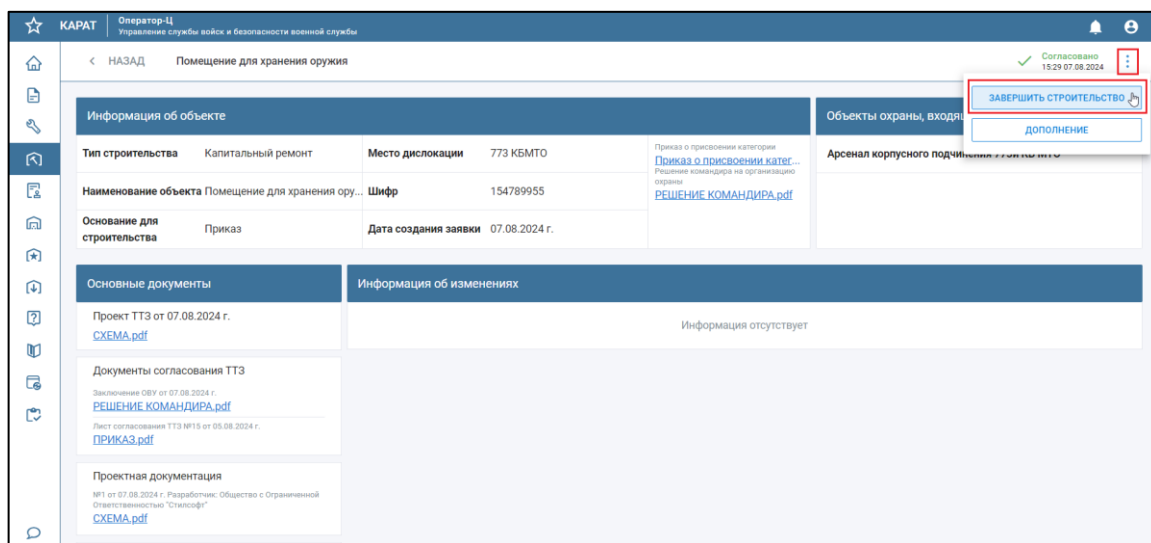 КАРАТ
Оператор-Ц
Управление службы войск и безопасности военной службы
НАЗАД
Помещение для хранения оружия
Согласовано
15:29 07.08.2024
ЗАВЕРШИТЬ СТРОИТЕЛЬСТВО
ДОПОЛНЕНИЕ
Информация об объекте
Тип строительства Капитальный ремонт
Место дислокации 773 КБМТО
Наименование объекта Помещение для хранения ору...
Шифр 154789955
Основание для
строительства
Приказ
Дата создания заявки 07.08.2024 г.
Приказ о присвоении категории
Приказ о присвоении катег...
Решение командира на организацию
охраны
РЕШЕНИЕ КОМАНДИРА.pdf
Объекты охраны, входящ
Арсенал корпусного подчинения 773й КБ МТО
Основные документы
Проект ТТЗ от 07.08.2024 г.
СХЕМА.pdf
Документы согласования ТТЗ
Заключение ОВУ от 07.08.2024 г.
РЕШЕНИЕ КОМАНДИРА.pdf
Лист согласования ТТЗ №15 от 05.08.2024 г.
ПРИКАЗ.pdf
Проектная документация
№1 от 07.08.2024 г. Разработчик: Общество с Ограниченной
Ответственностью "Стилсофт"
СХЕМА.pdf
Информация об изменениях
Информация отсутствует